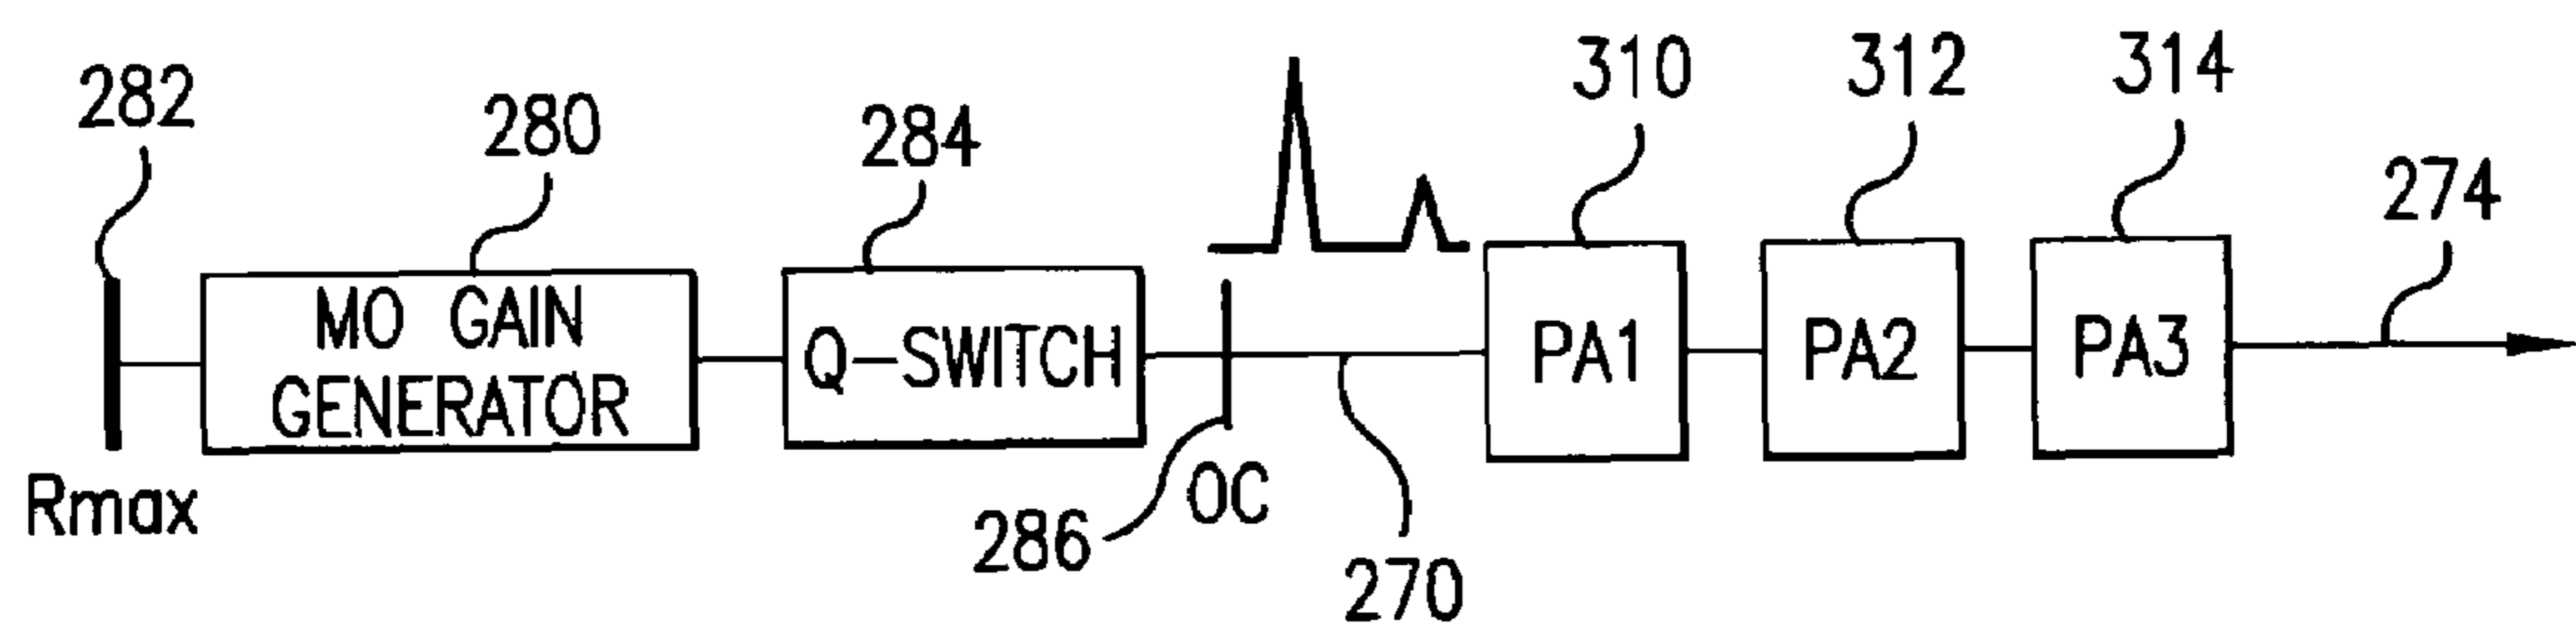 282
280
284
310
312
314
274
MO GAIN
GENERATOR
Q-SWITCH
PA1
PA2
PA3
Rmax
286
OC
270